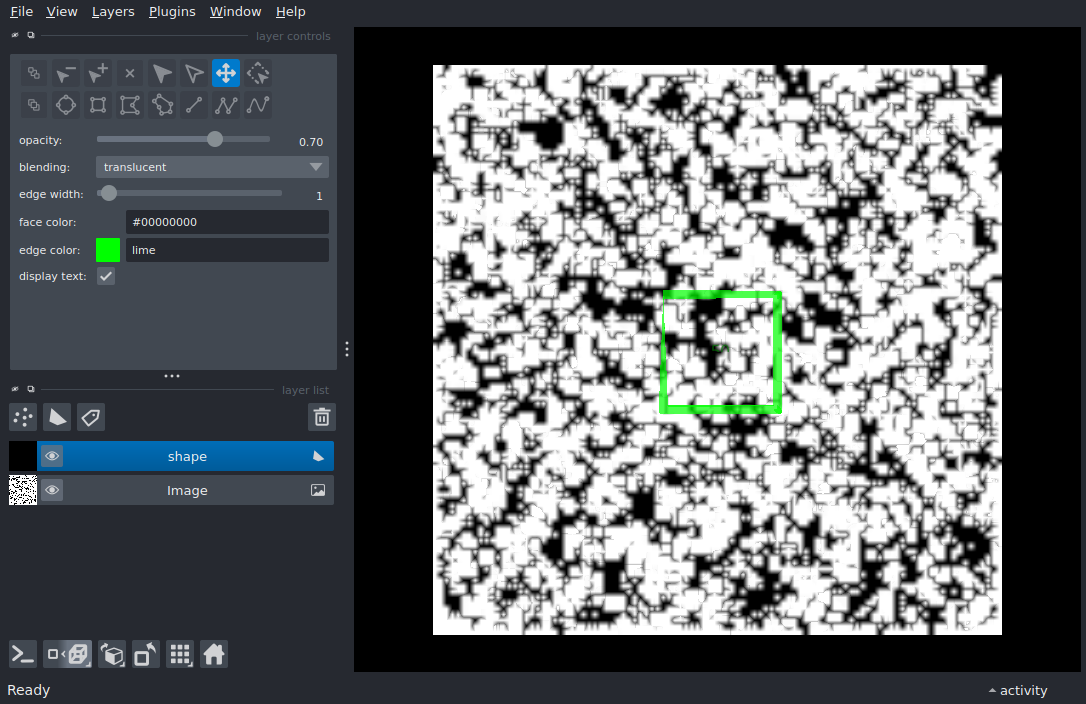 File View Layers Plugins Window Help
layer controls
opacity: 0.70
blending: translucent
edge width: 1
face color: #00000000
edge color: lime
display text:
layer list
shape
Image
Ready
activity